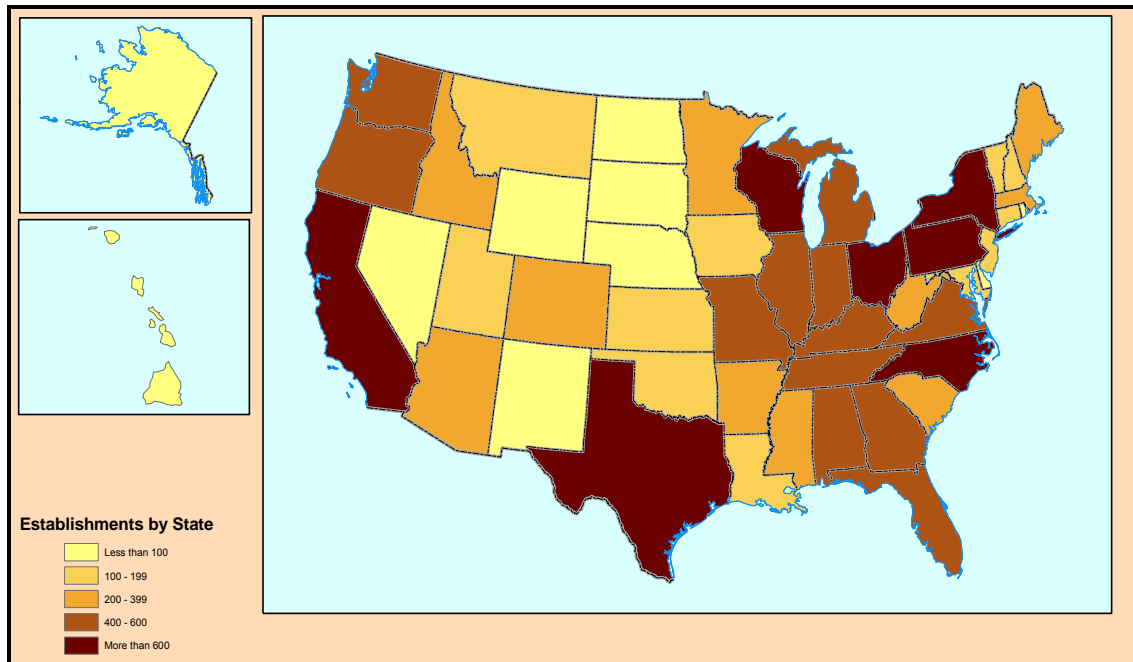 Establishments by State
Less than 100
100 - 199
200 - 399
400 - 600
More than 600